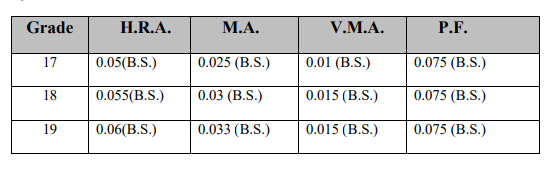 Grade H.R.A. M.A. V.M.A. P.F.
17 0.05(B.S.) 0.025 (B.S.) 0.01 (B.S.) 0.075 (B.S.)
18 0.055(B.S.) 0.03 (B.S.) 0.015 (B.S.) 0.075 (B.S.)
19 0.06(B.S.) 0.033 (B.S.) 0.015 (B.S.) 0.075 (B.S.)